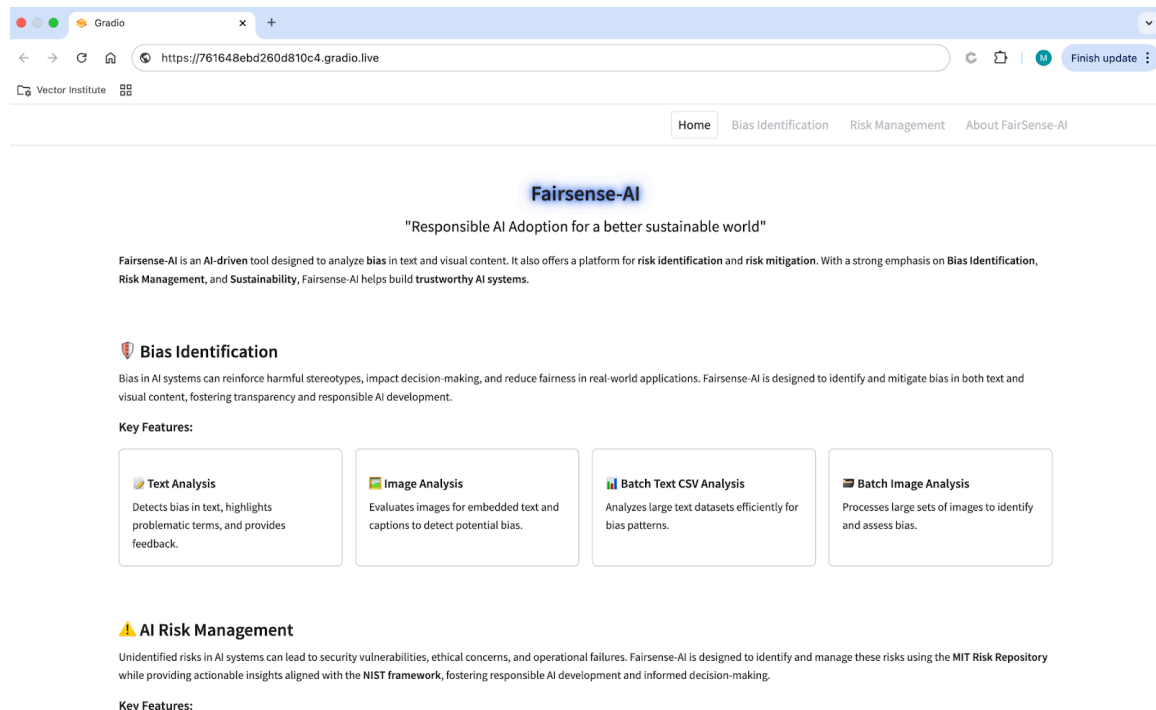 Gradio
https://761648ebd260d810c4.gradio.live
M
Finish update
Vector Institute
Home Bias Identification Risk Management About FairSense-AI
Fairsense-AI
"Responsible AI Adoption for a better sustainable world"
Fairsense-AI is an AI-driven tool designed to analyze bias in text and visual content. It also offers a platform for risk identification and risk mitigation. With a strong emphasis on Bias Identification,
Risk Management, and Sustainability, Fairsense-AI helps build trustworthy AI systems.
Bias Identification
Bias in AI systems can reinforce harmful stereotypes, impact decision-making, and reduce fairness in real-world applications. Fairsense-AI is designed to identify and mitigate bias in both text and
visual content, fostering transparency and responsible AI development.
Key Features:
Text Analysis
Detects bias in text, highlights
problematic terms, and provides
feedback.
Image Analysis
Evaluates images for embedded text and
captions to detect potential bias.
Batch Text CSV Analysis
Analyzes large text datasets efficiently for
bias patterns.
Batch Image Analysis
Processes large sets of images to identify
and assess bias.
AI Risk Management
Unidentified risks in AI systems can lead to security vulnerabilities, ethical concerns, and operational failures. Fairsense-AI is designed to identify and manage these risks using the MIT Risk Repository
while providing actionable insights aligned with the NIST framework, fostering responsible AI development and informed decision-making.
Key Features: